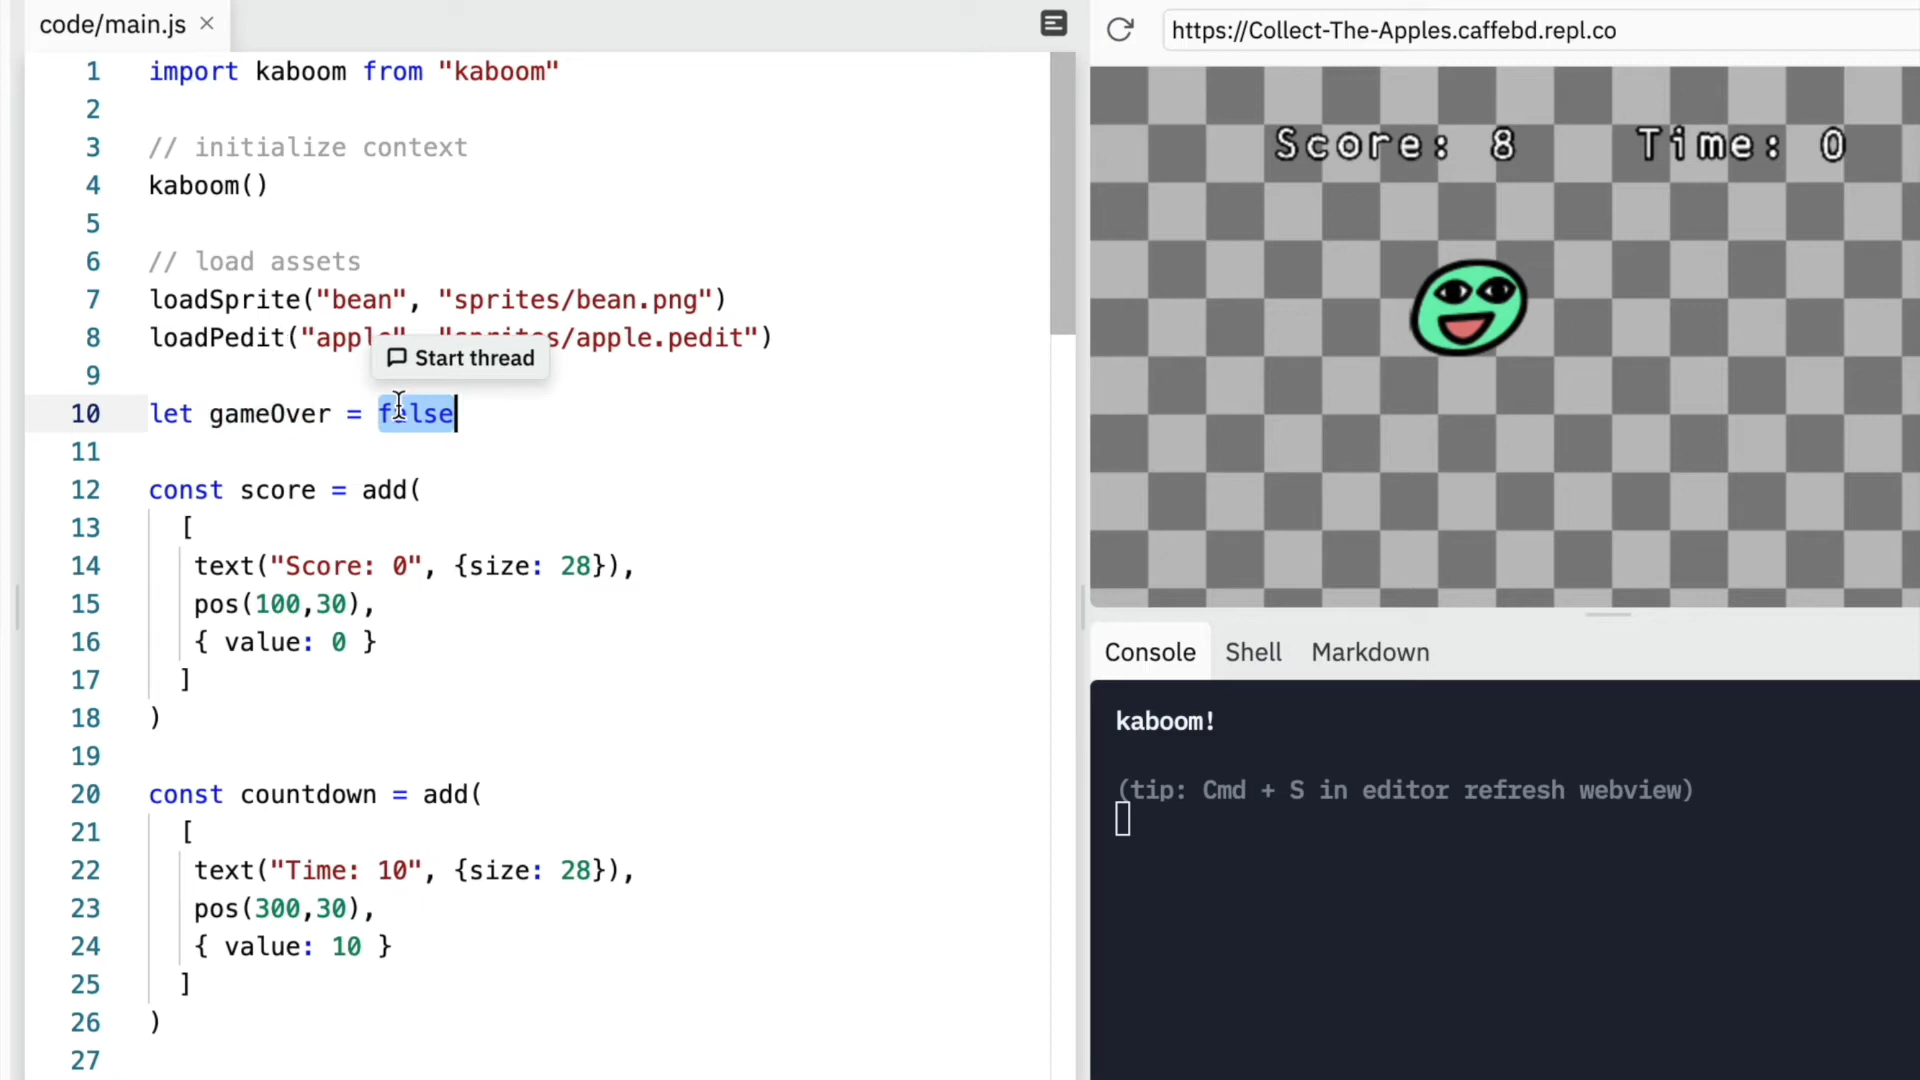 code/main.js ×
1 import kaboom from "kaboom"
2
3 // initialize context
4 kaboom()
5
6 // load assets
7 loadSprite("bean", "sprites/bean.png")
8 loadPedit("apple", "sprites/apple.pedit")
Start thread
9
10 let gameOver = false
11
12 const score = add(
13 [
14 text("Score: 0", {size: 28}),
15 pos(100,30),
16 { value: 0 }
17 ]
18 )
19
20 const countdown = add(
21 [
22 text("Time: 10", {size: 28}),
23 pos(300,30),
24 { value: 10 }
25 ]
26 )
27
https://Collect-The-Apples.caffebd.repl.co
Score: 8 Time: 0
Console Shell Markdown
kaboom!
(tip: Cmd + S in editor refresh webview)